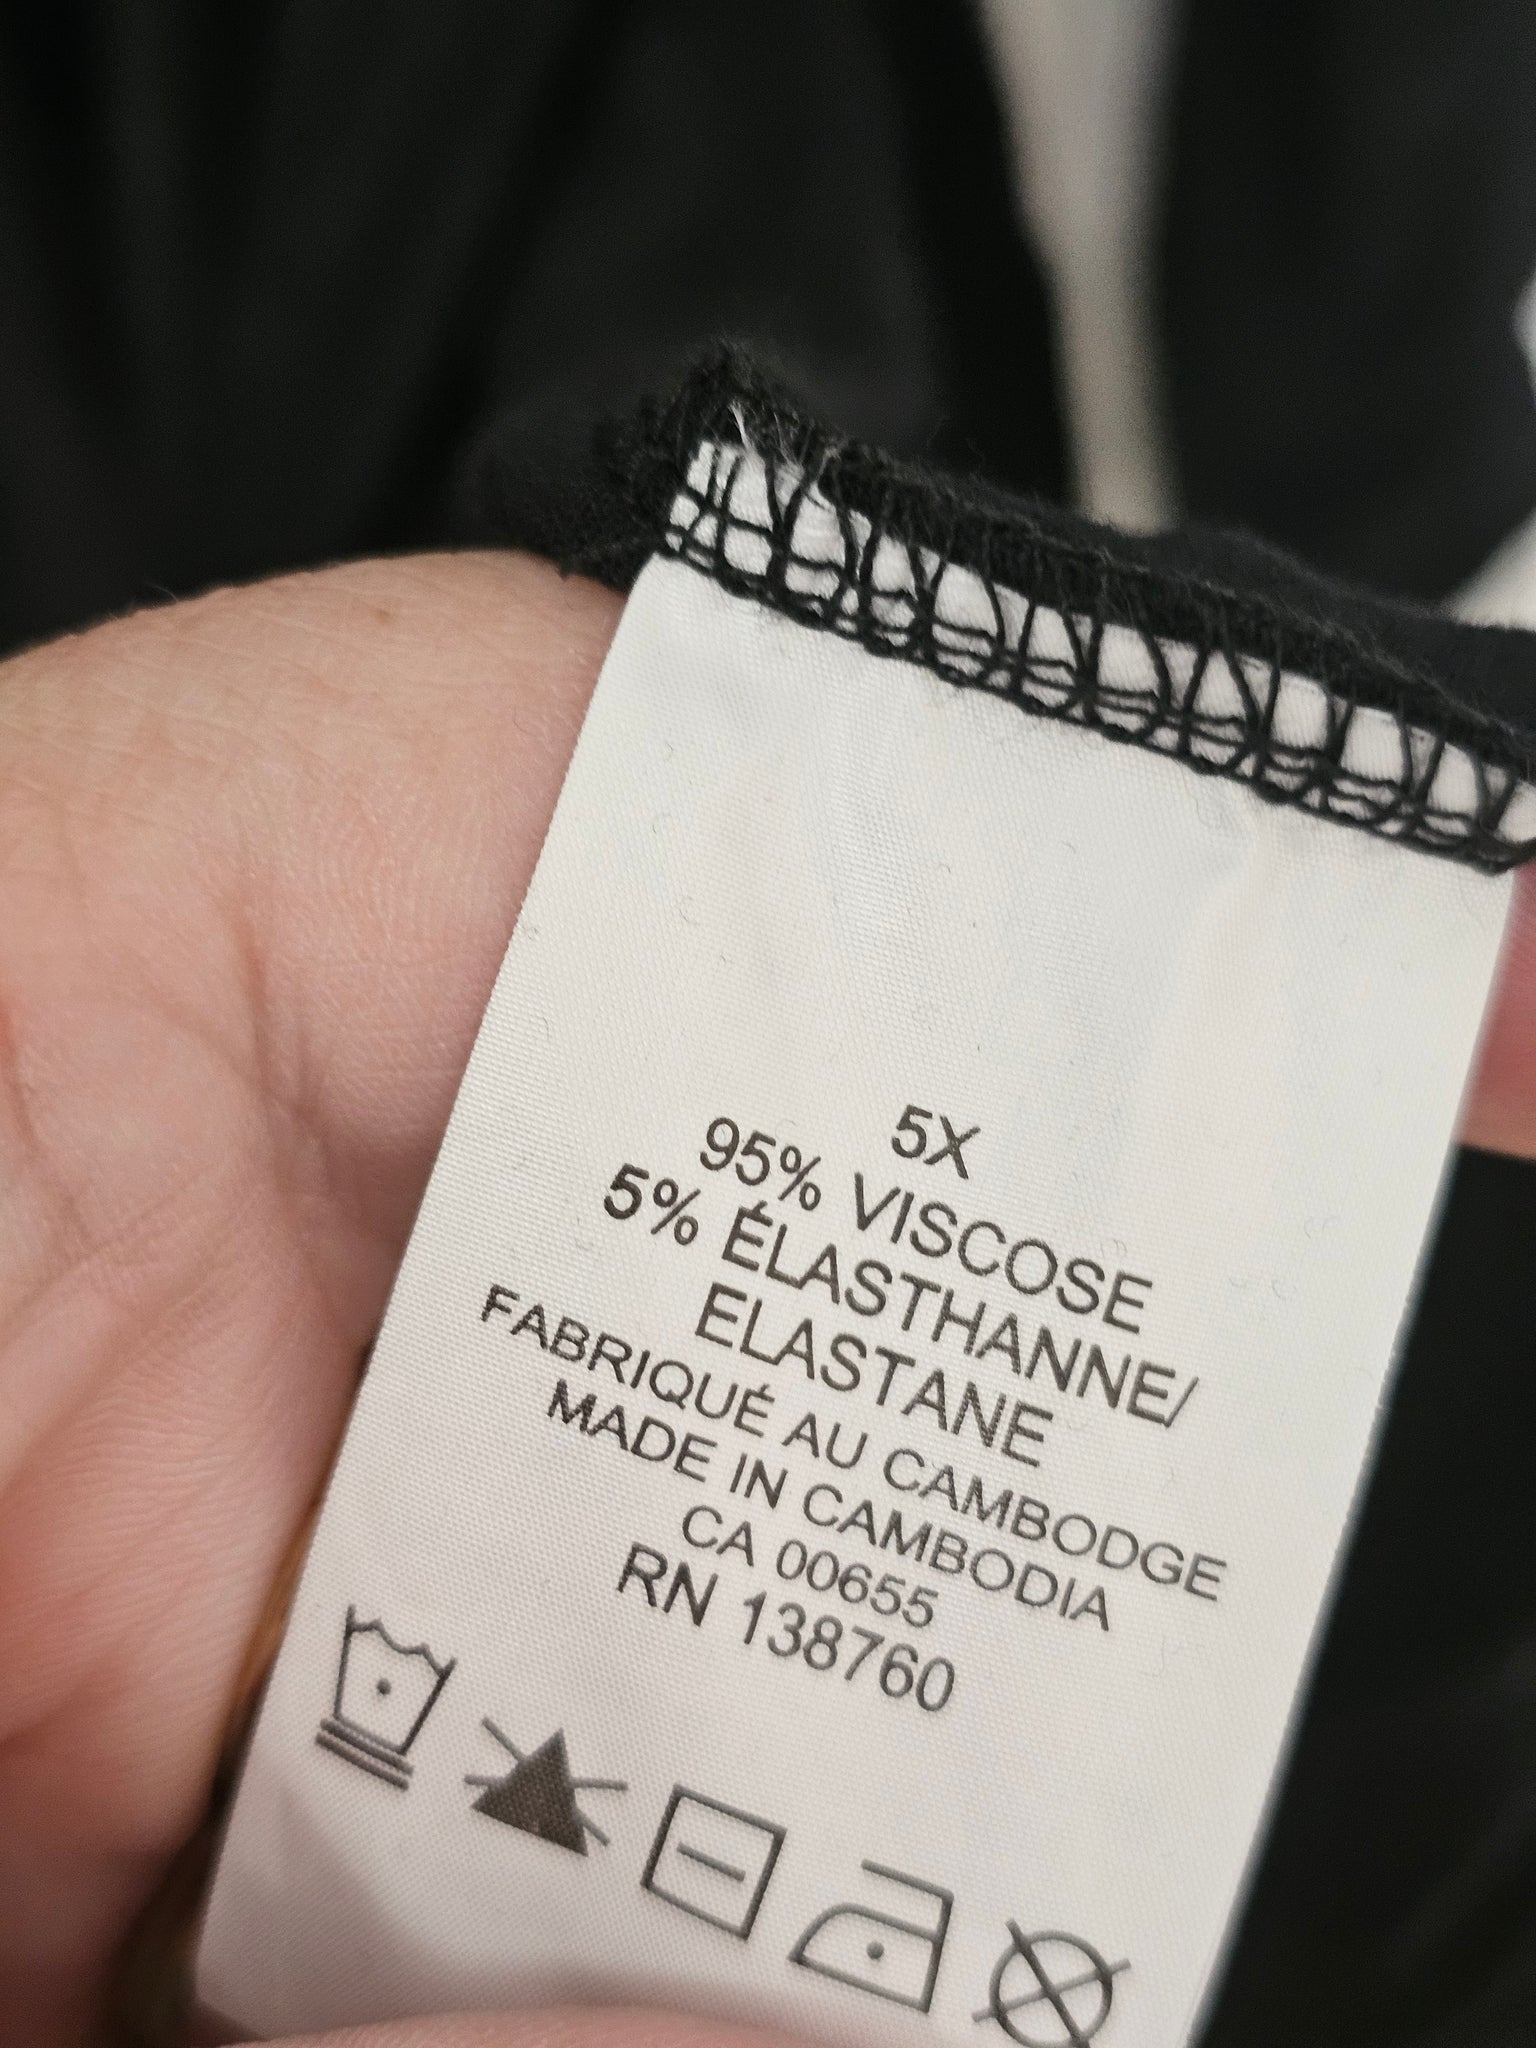 5X
95% VISCOSE
5% ÉLASTHANNE/
ELASTANE
FABRIQUÉ AU CAMBODGE
MADE IN CAMBODIA
CA 00655
RN 138760